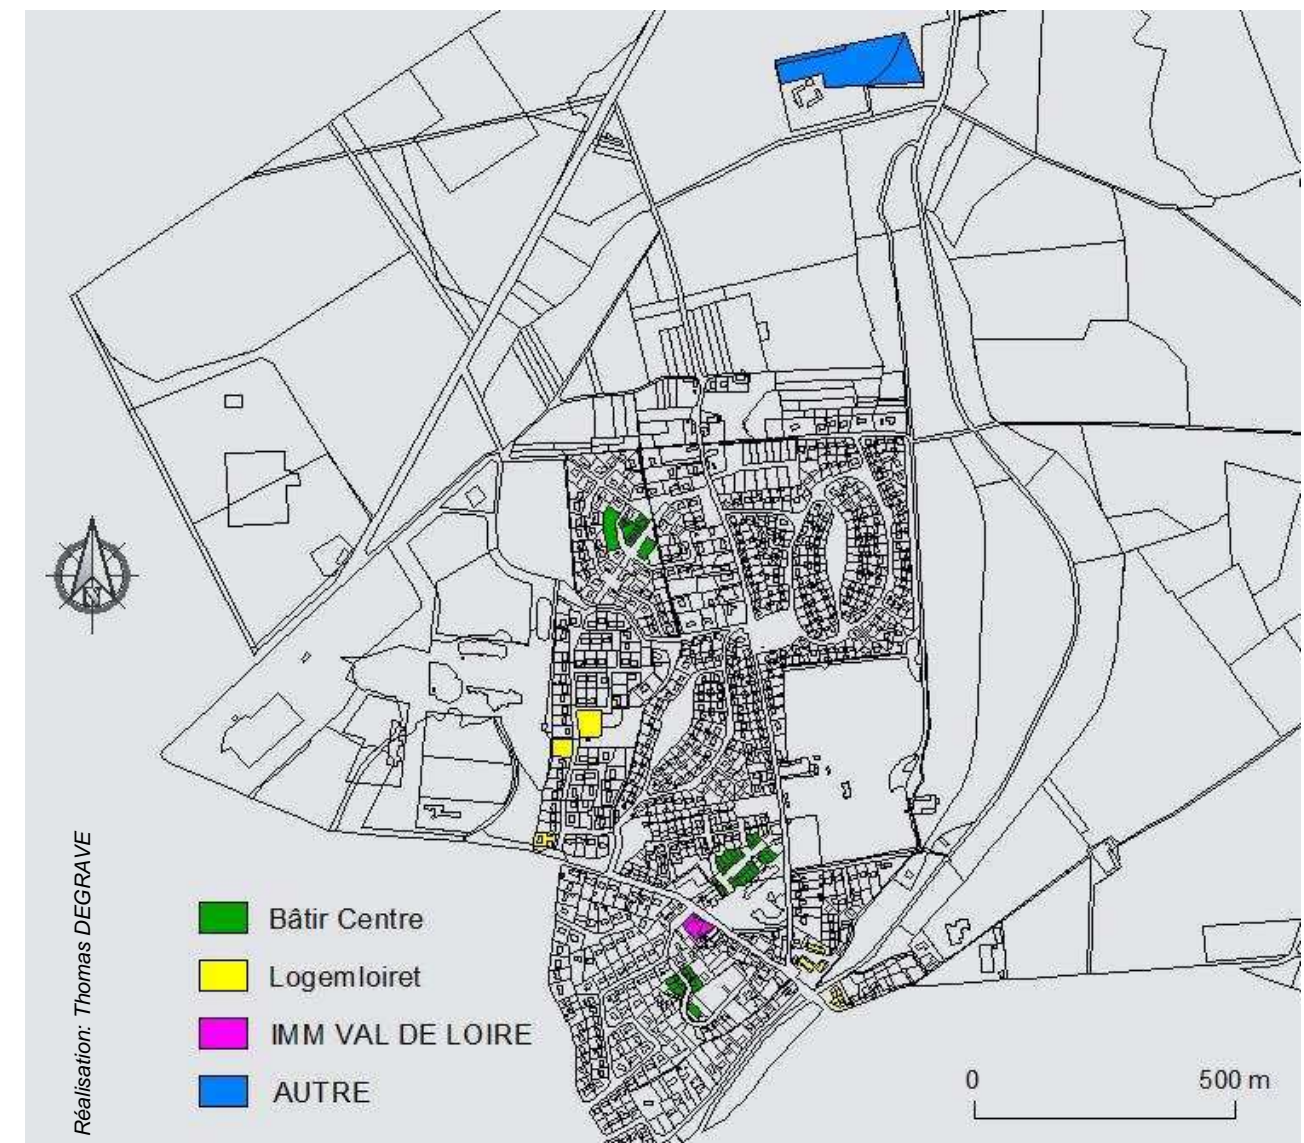 Réalisation: Thomas DEGRAVE
N
Bâtir Centre
Logemloiret
IMM VAL DE LOIRE
AUTRE
0 500 m